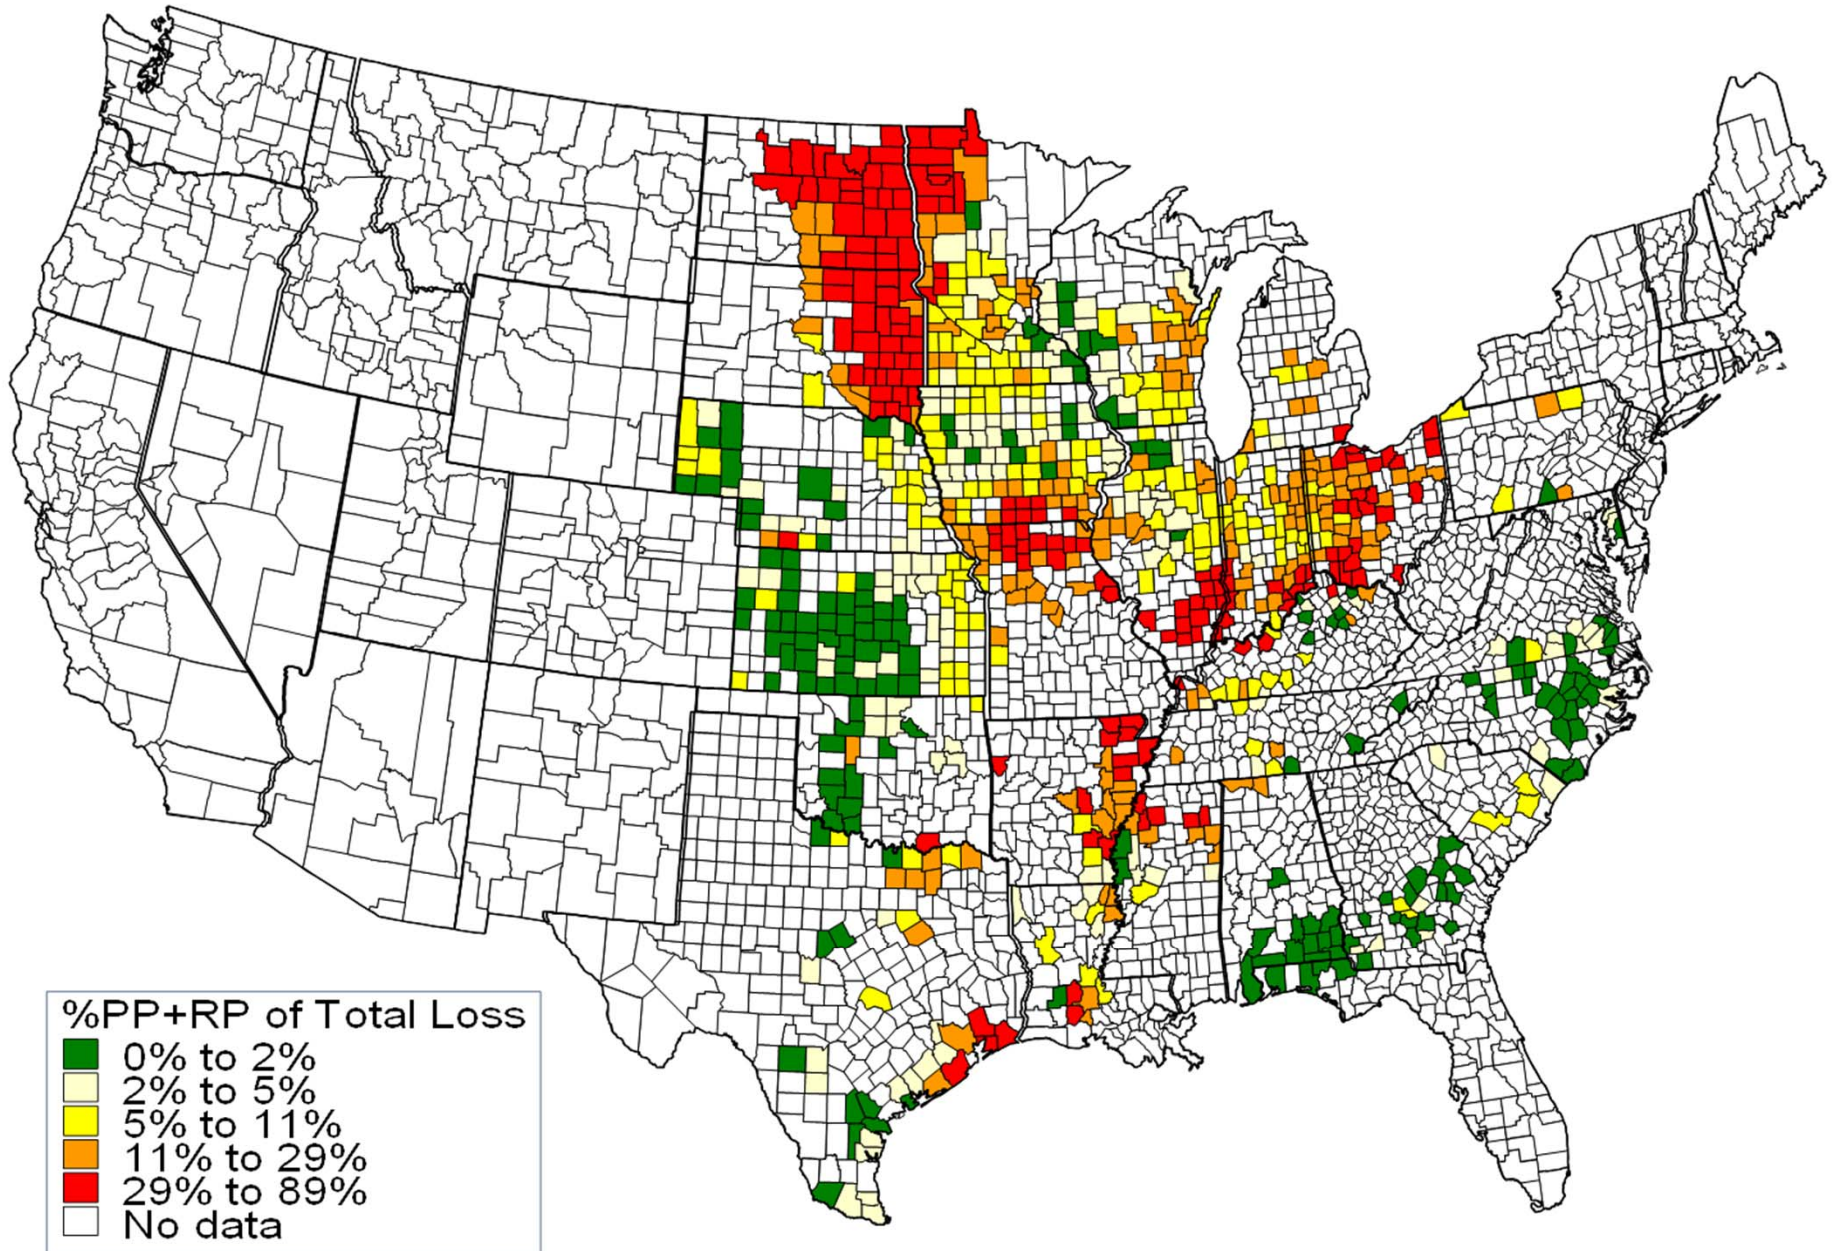 %PP+RP of Total Loss
0% to 2%
2% to 5%
5% to 11%
11% to 29%
29% to 89%
No data